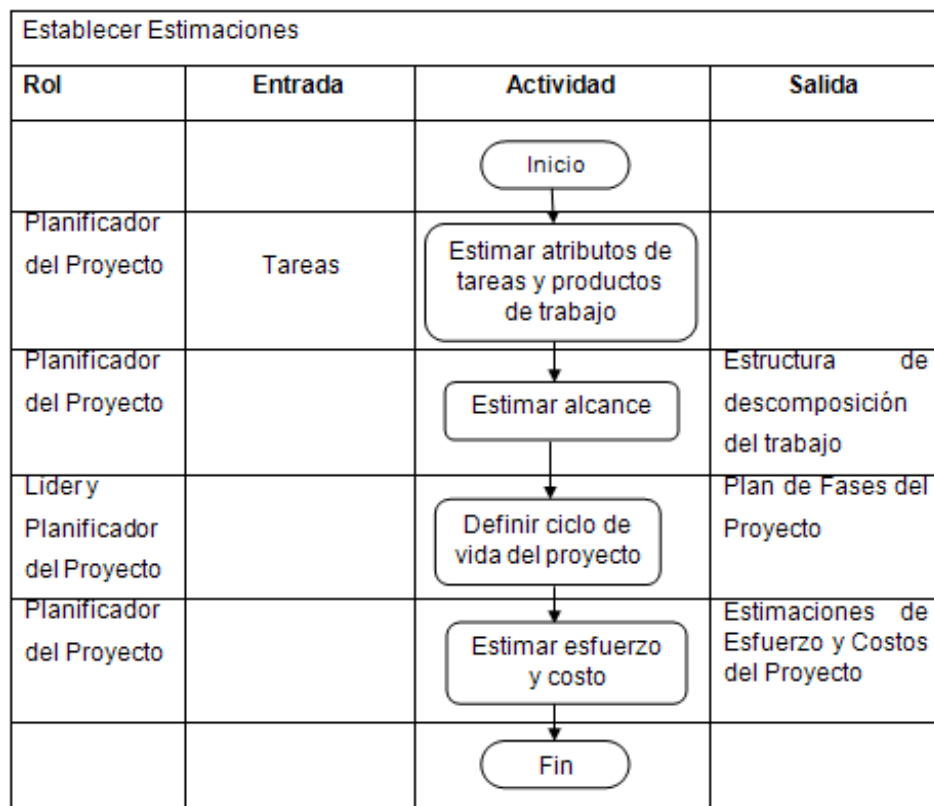 Establecer Estimaciones
Rol
Entrada
Actividad
Salida
Inicio
Planificador
del Proyecto
Tareas
Estimar atributos de
tareas y productos
de trabajo
Planificador
del Proyecto
Estimar alcance
Estructura de
descomposición
del trabajo
Lider y
Planificador
del Proyecto
Definir ciclo de
vida del proyecto
Plan de Fases del
Proyecto
Planificador
del Proyecto
Estimar esfuerzo
y costo
Estimaciones de
Esfuerzo y Costos
del Proyecto
Fin